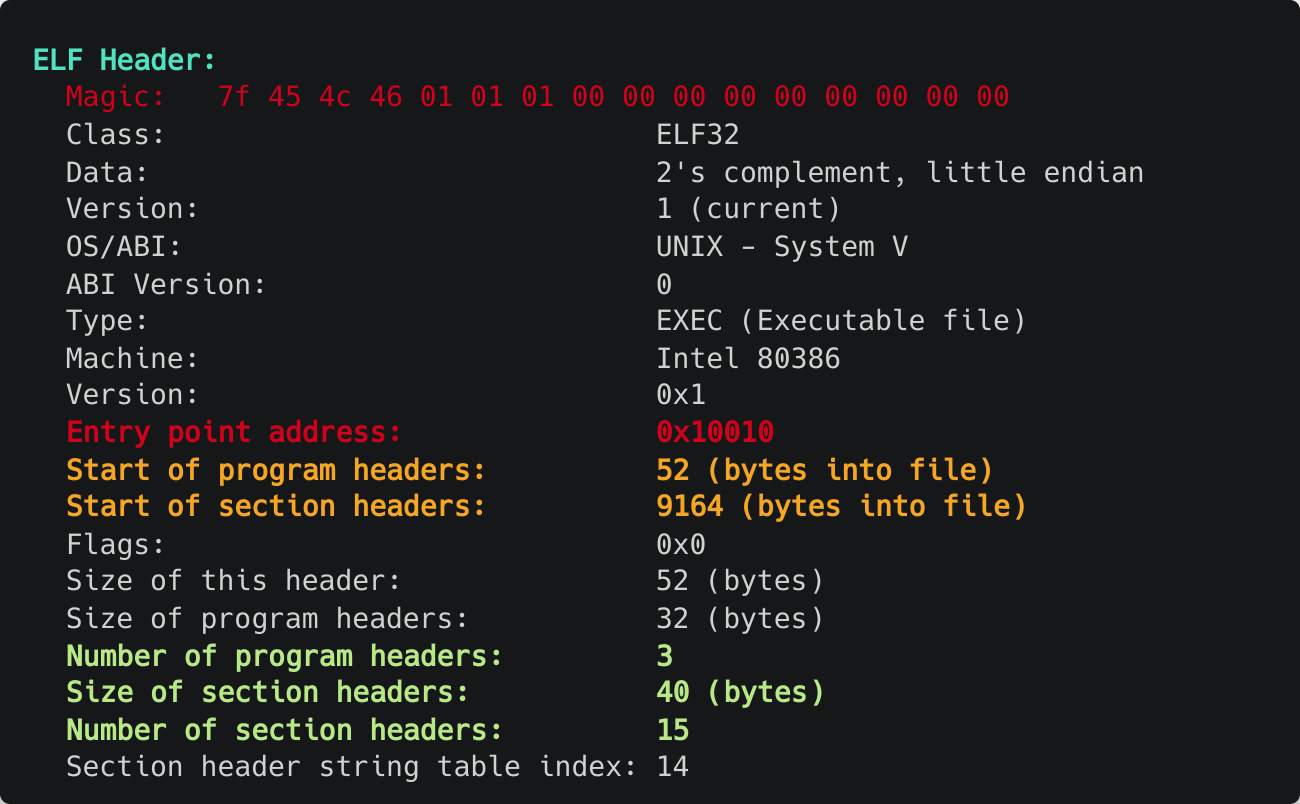 ELF Header:
Magic: 7f 45 4c 46 01 01 01 00 00 00 00 00 00 00 00 00
Class: ELF32
Data: 2's complement, little endian
Version: 1 (current)
OS/ABI: UNIX - System V
ABI Version: 0
Type: EXEC (Executable file)
Machine: Intel 80386
Version: 0x1
Entry point address: 0x10010
Start of program headers: 52 (bytes into file)
Start of section headers: 9164 (bytes into file)
Flags: 0x0
Size of this header: 52 (bytes)
Size of program headers: 32 (bytes)
Number of program headers: 3
Size of section headers: 40 (bytes)
Number of section headers: 15
Section header string table index: 14